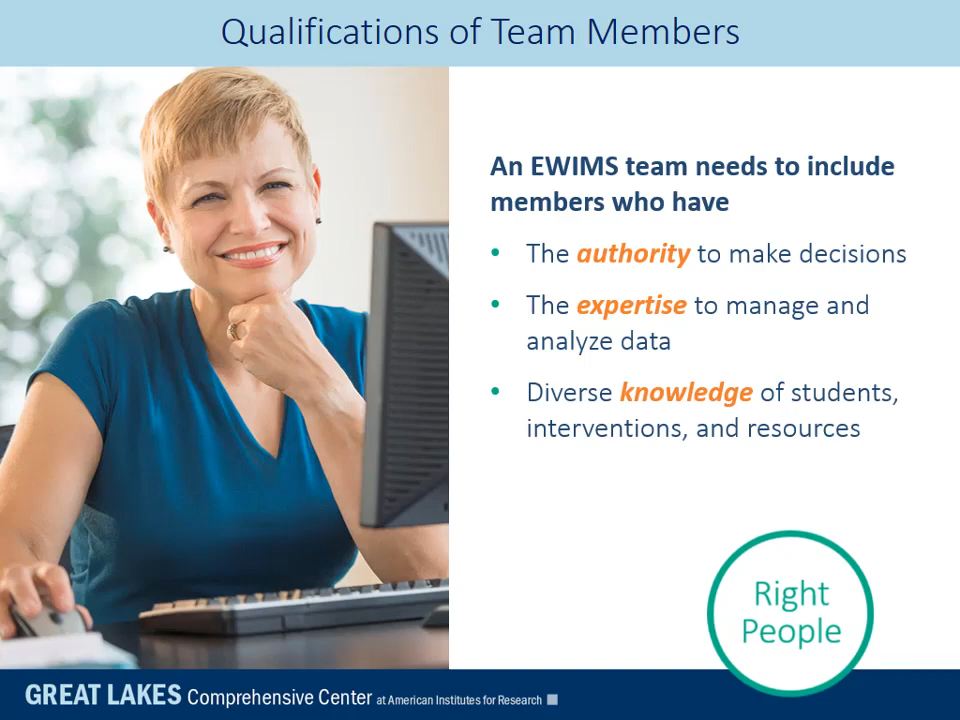 Qualifications of Team Members
An EWIMS team needs to include
members who have
• The authority to make decisions
• The expertise to manage and
analyze data
• Diverse knowledge of students,
interventions, and resources
Right
People
GREAT LAKES Comprehensive Center at American Institutes for Research